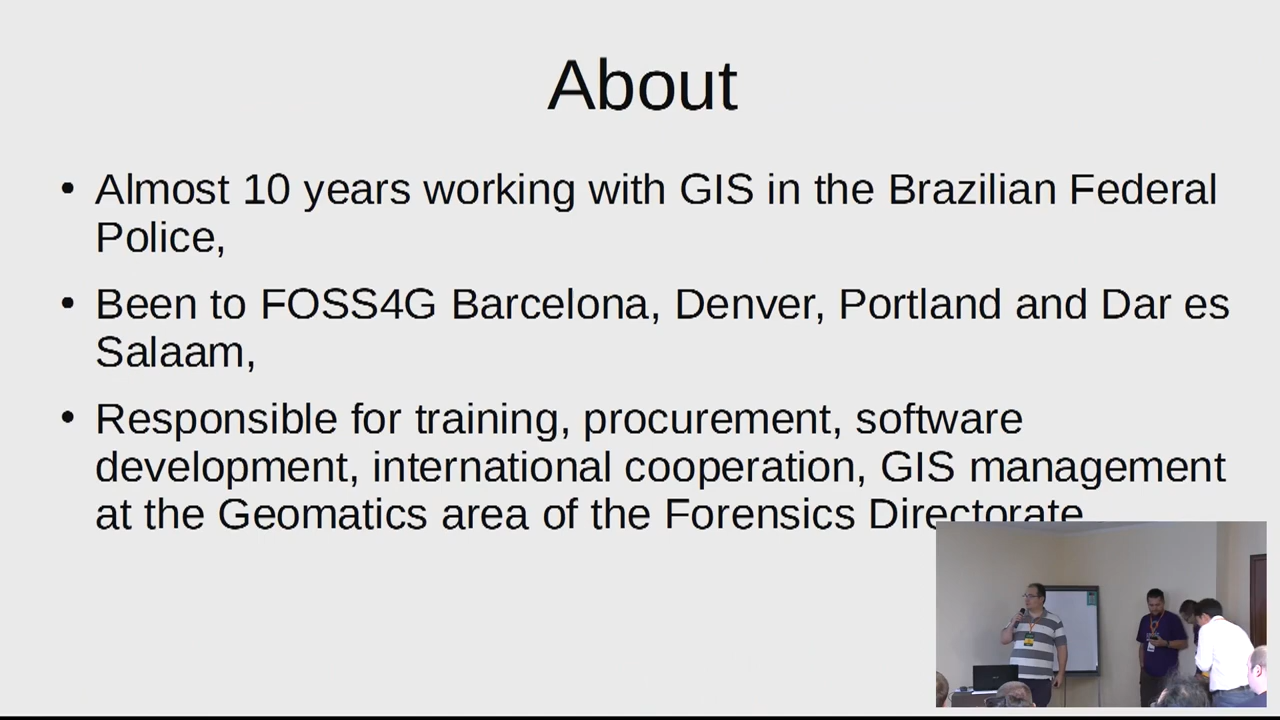 About
• Almost 10 years working with GIS in the Brazilian Federal
Police,
• Been to FOSS4G Barcelona, Denver, Portland and Dar es
Salaam,
• Responsible for training, procurement, software
development, international cooperation, GIS management
at the Geomatics area of the Forensics Directorate